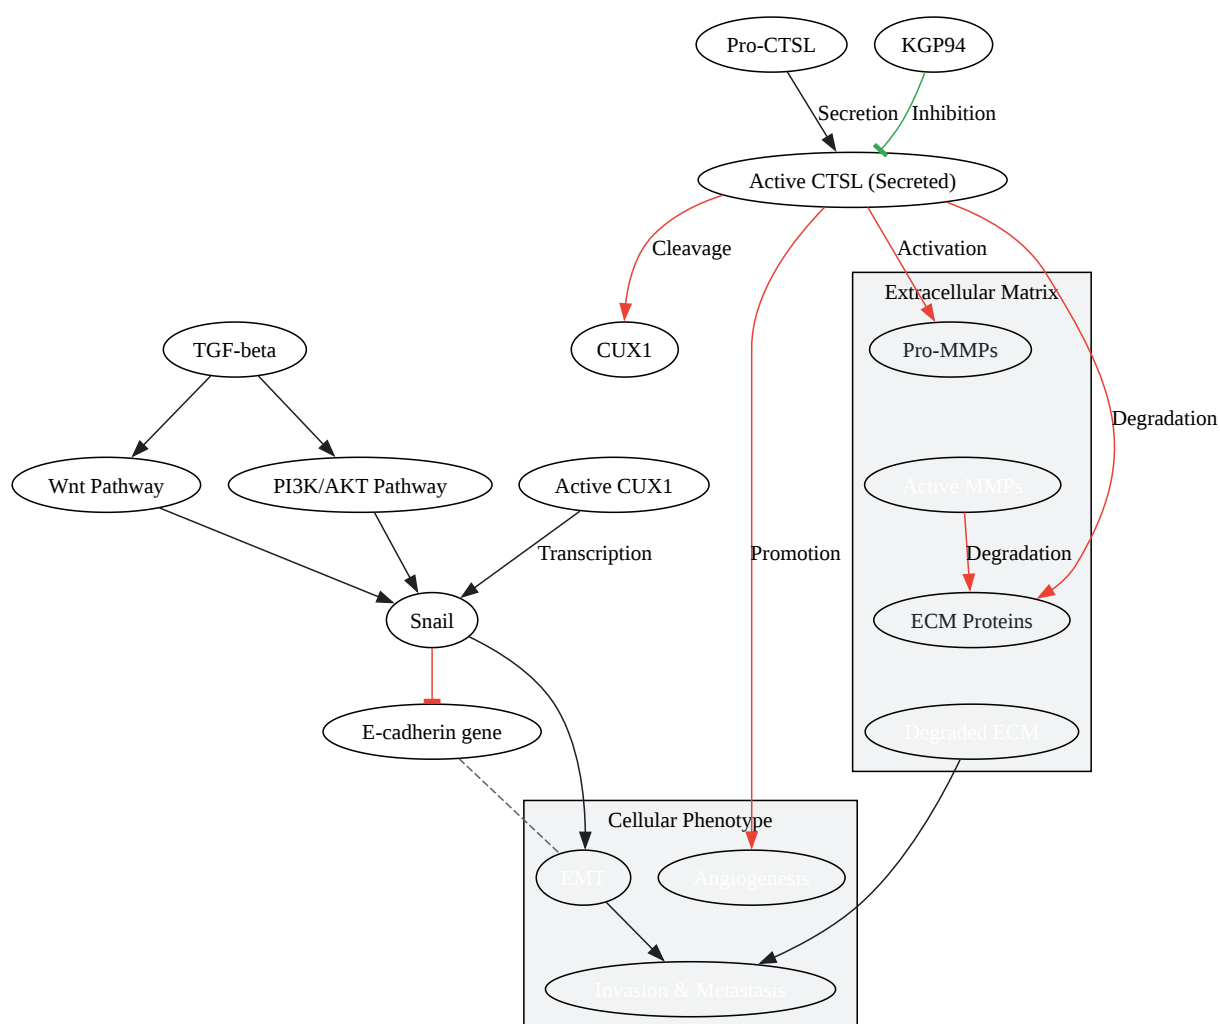 Pro-CTSL
KGP94
Secretion
Inhibition
Active CTSL (Secreted)
Cleavage
Activation
Extracellular Matrix
TGF-beta
CUX1
Pro-MMPs
Degradation
Wnt Pathway
PI3K/AKT Pathway
Active CUX1
Active MMPs
Transcription
Promotion
Degradation
Snail
ECM Proteins
E-cadherin gene
Degraded ECM
Cellular Phenotype
EMT
Angiogenesis
Invasion & Metastasis